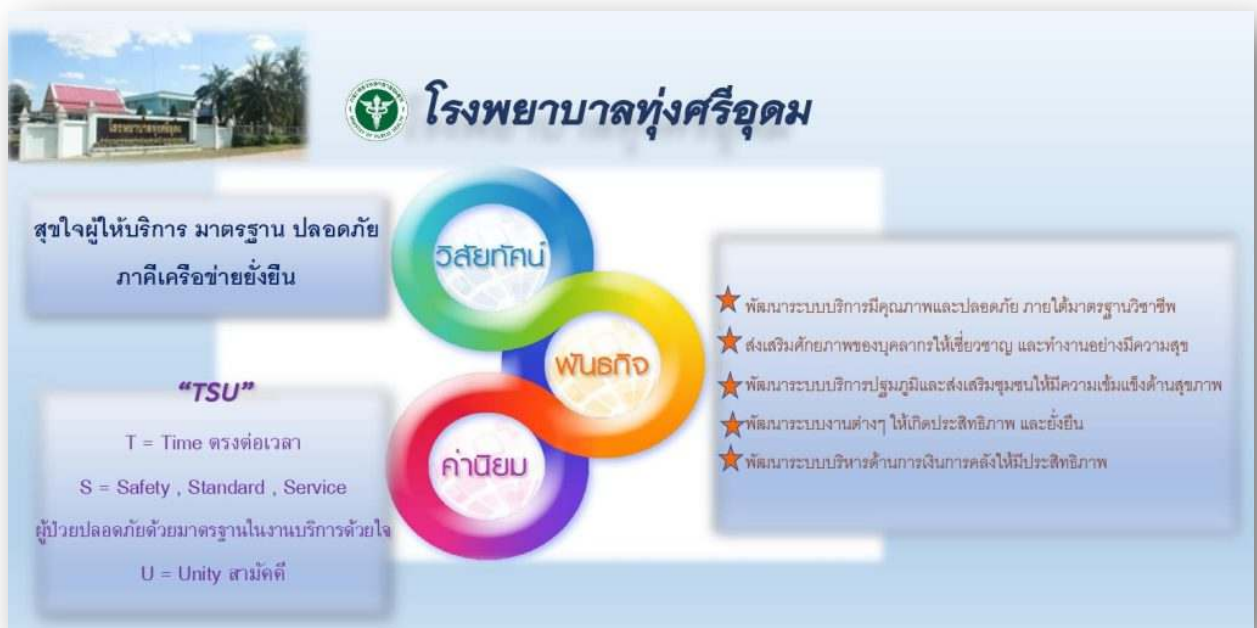 โรงพยาบาลทุ่งศรีอุดม
โรงพยาบาลทุ่งศรีอุดม
สุขใจผู้ให้บริการ มาตรฐาน ปลอดภัย
ภาคีเครือข่ายยั่งยืน
วิสัยทัศน์
พันธกิจ
★ พัฒนาระบบบริการมีคุณภาพและปลอดภัย ภายใต้มาตรฐานวิชาชีพ
★ ส่งเสริมศักยภาพของบุคลากรให้เชี่ยวชาญ และทำงานอย่างมีความสุข
★ พัฒนาระบบบริการปฐมภูมิและส่งเสริมชุมชนให้มีความเข้มแข็งด้านสุขภาพ
★ พัฒนาระบบงานต่างๆ ให้เกิดประสิทธิภาพ และยั่งยืน
★ พัฒนาระบบบริหารด้านการเงินการคลังให้มีประสิทธิภาพ
ค่านิยม
“TSU”
T = Time ตรงต่อเวลา
S = Safety , Standard , Service
ผู้ป่วยปลอดภัยด้วยมาตรฐานในงานบริการด้วยใจ
U = Unity สามัคคี